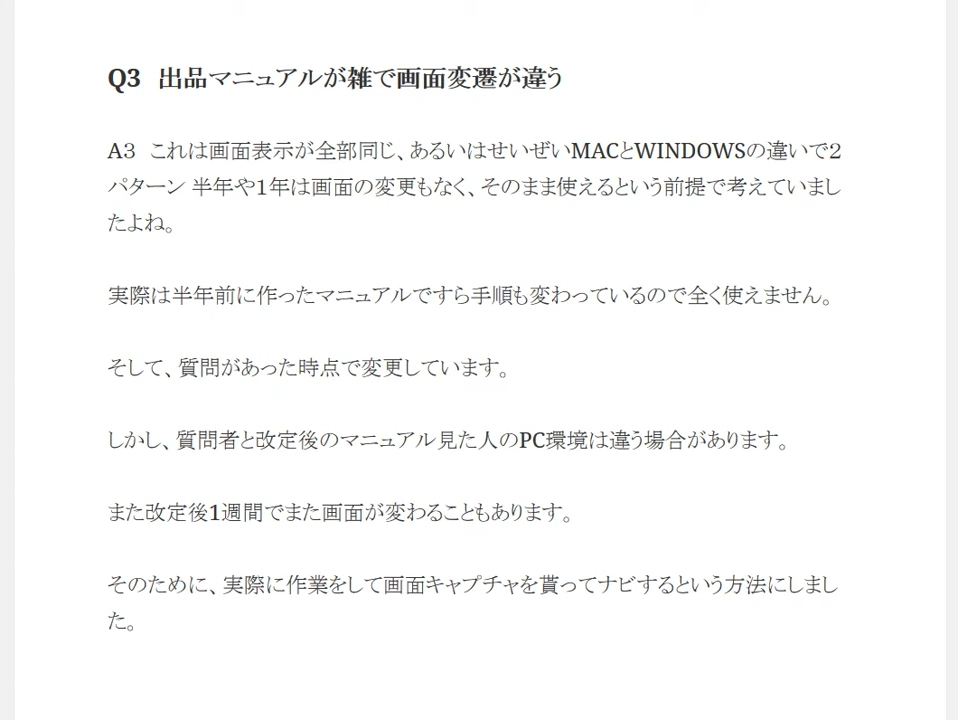 Q3 出品マニュアルが雑で画面変遷が違う
A３ これは画面表示が全部同じ、あるいはせいぜいMACとWINDOWSの違いで２
パターン 半年や１年は画面の変更もなく、そのまま使えるという前提で考えていまし
たよね。
実際は半年前に作ったマニュアルですら手順も変わっているので全く使えません。
そして、質問があった時点で変更しています。
しかし、質問者と改定後のマニュアル見た人のPC環境は違う場合があります。
また改定後1週間でまた画面が変わることもあります。
そのために、実際に作業をして画面キャプチャを貰ってナビするという方法にしまし
た。